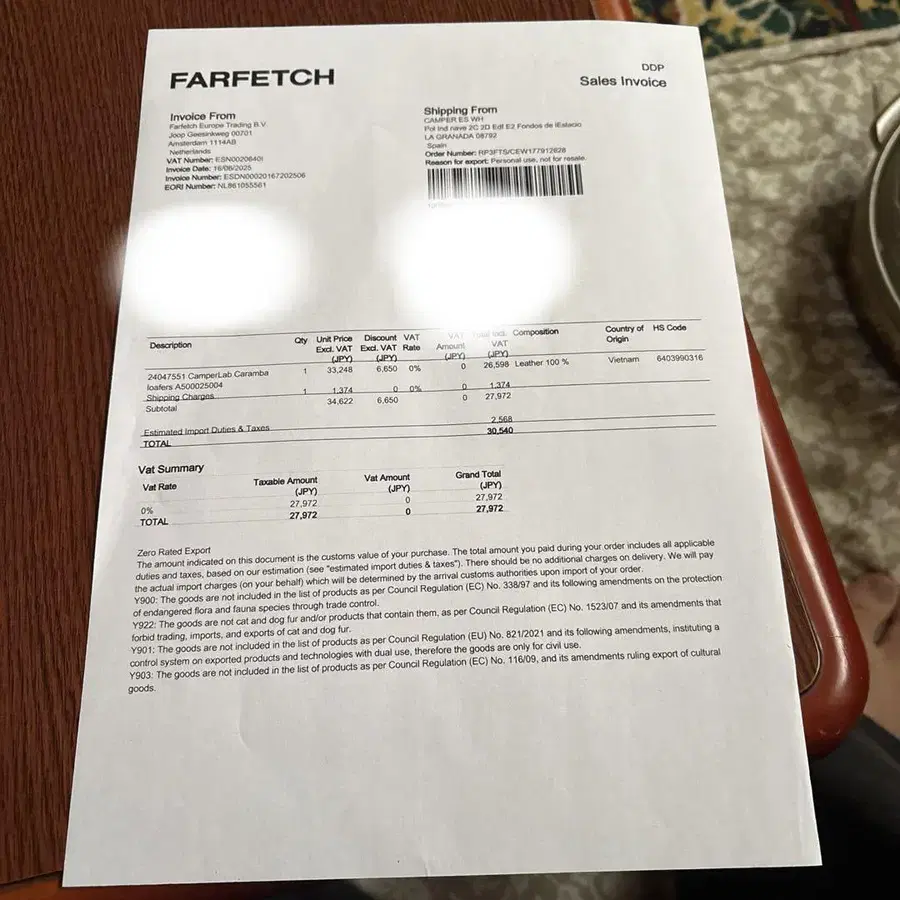 FARFETCH
DDP
Sales Invoice
Invoice From
Farfetch Europe Trading B.V.
Joop Geesinkweg 00701
Amsterdam 1114AB
Netherlands
VAT Number: ESN0020640I
Invoice Date: 16/06/2025
Invoice Number: ESDN00020167202506
EORI Number: NL861055561
Shipping From
CAMPER ES WH
Pol Ind nave 2C 2D Edf E2 Fondos de lEstacio
LA GRANADA 08792
Spain
Order Number: RP3FTS/CEW177912628
Reason for export: Personal use, not for resale.
Description Qty Unit Price Excl. VAT (JPY) Discount Excl. VAT (JPY) VAT Rate VAT Amount (JPY) Total Incl. VAT (JPY) Composition Country of Origin HS Code
24047551 CamperLab Caramba 1 33,248 6,650 0% 0 26,598 Leather 100 % Vietnam 6403990316
loafers A500025004
Shipping Charges 1 1,374 0 0% 0 1,374
Subtotal 34,622 6,650 0 27,972
Estimated Import Duties & Taxes 2,568
TOTAL 30,540
Vat Summary
Vat Rate Taxable Amount (JPY) Vat Amount (JPY) Grand Total (JPY)
0% 27,972 0 27,972
TOTAL 27,972 0 27,972
Zero Rated Export
The amount indicated on this document is the customs value of your purchase. The total amount you paid during your order includes all applicable
duties and taxes, based on our estimation (see "estimated import duties & taxes"). There should be no additional charges on delivery. We will pay
the actual import charges (on your behalf) which will be determined by the arrival customs authorities upon import of your order.
Y900: The goods are not included in the list of products as per Council Regulation (EC) No. 338/97 and its following amendments on the protection
of endangered flora and fauna species through trade control.
Y922: The goods are not cat and dog fur and/or products that contain them, as per Council Regulation (EC) No. 1523/07 and its amendments that
forbid trading, imports, and exports of cat and dog fur.
Y901: The goods are not included in the list of products as per Council Regulation (EU) No. 821/2021 and its following amendments, instituting a
control system on exported products and technologies with dual use, therefore the goods are only for civil use.
Y903: The goods are not included in the list of products as per Council Regulation (EC) No. 116/09, and its amendments ruling export of cultural
goods.